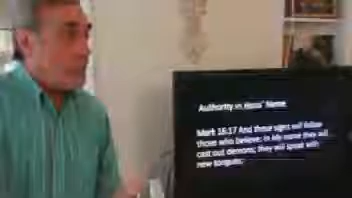 Authority in Jesus' Name
Mark 16:17 And these signs will follow
those who believe: in My name they will
cast out demons; they will speak with
new tongues;